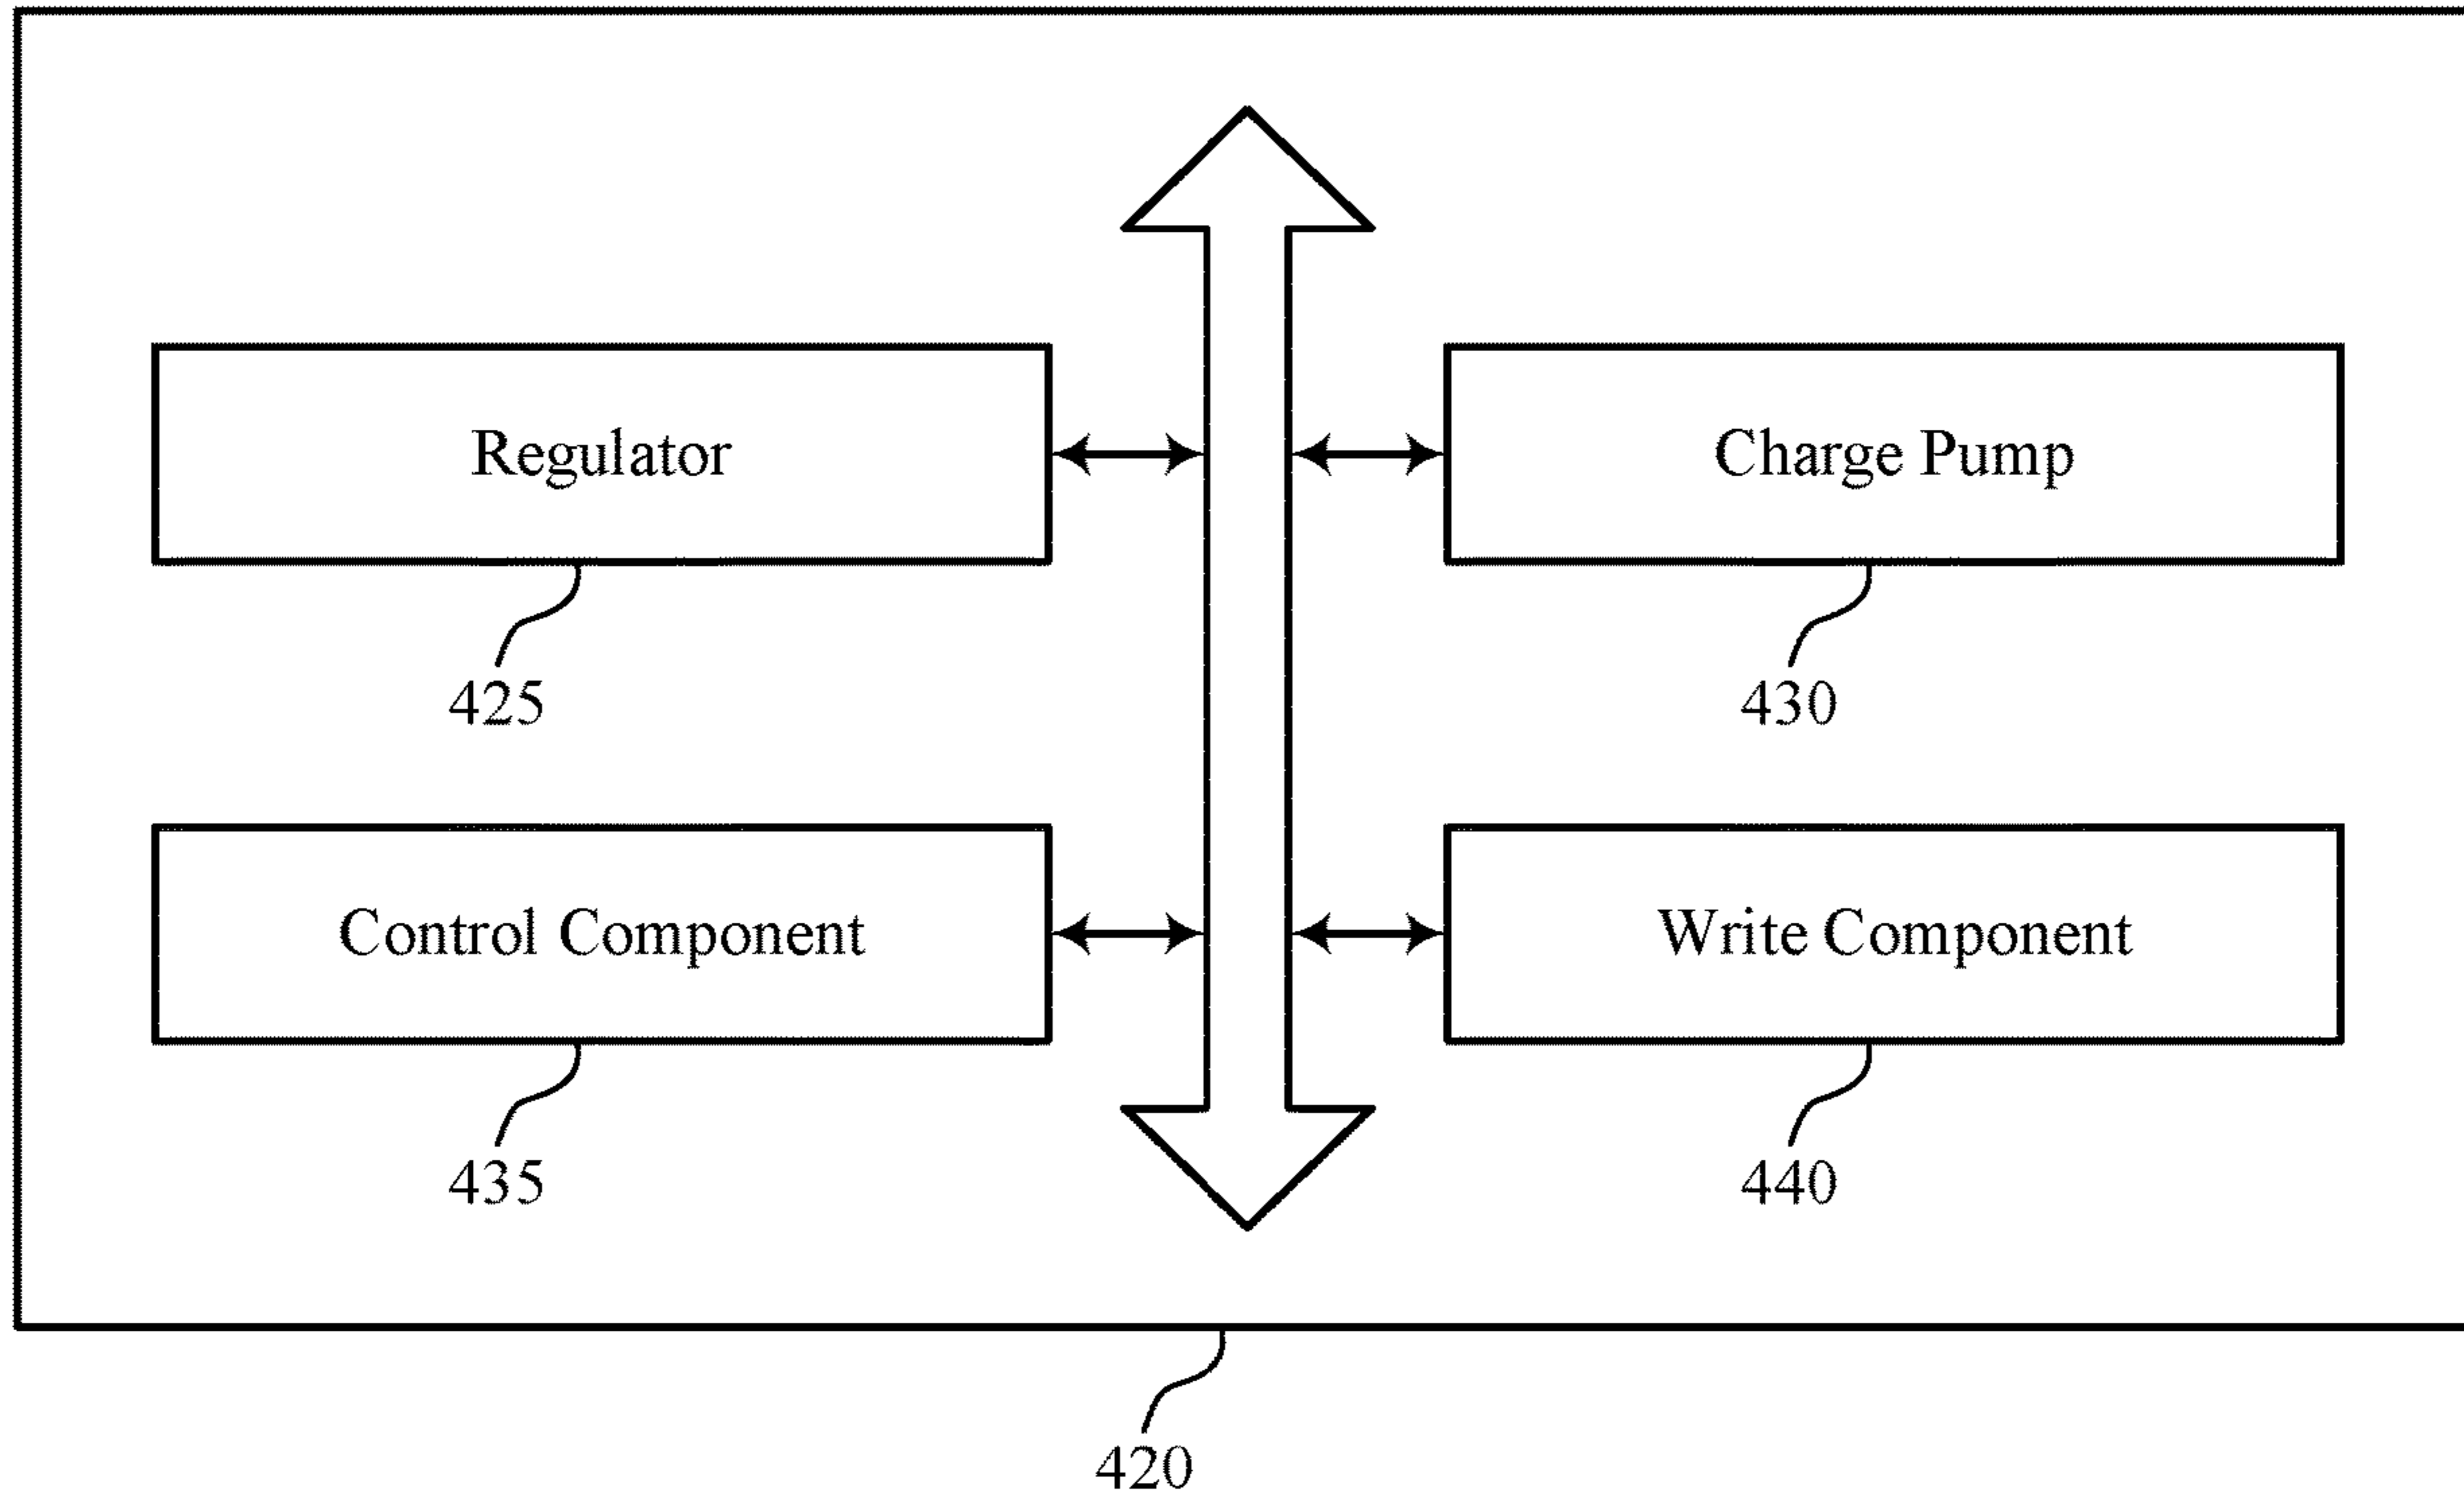 Regulator
Charge Pump
425
430
Control Component
Write Component
435
440
420